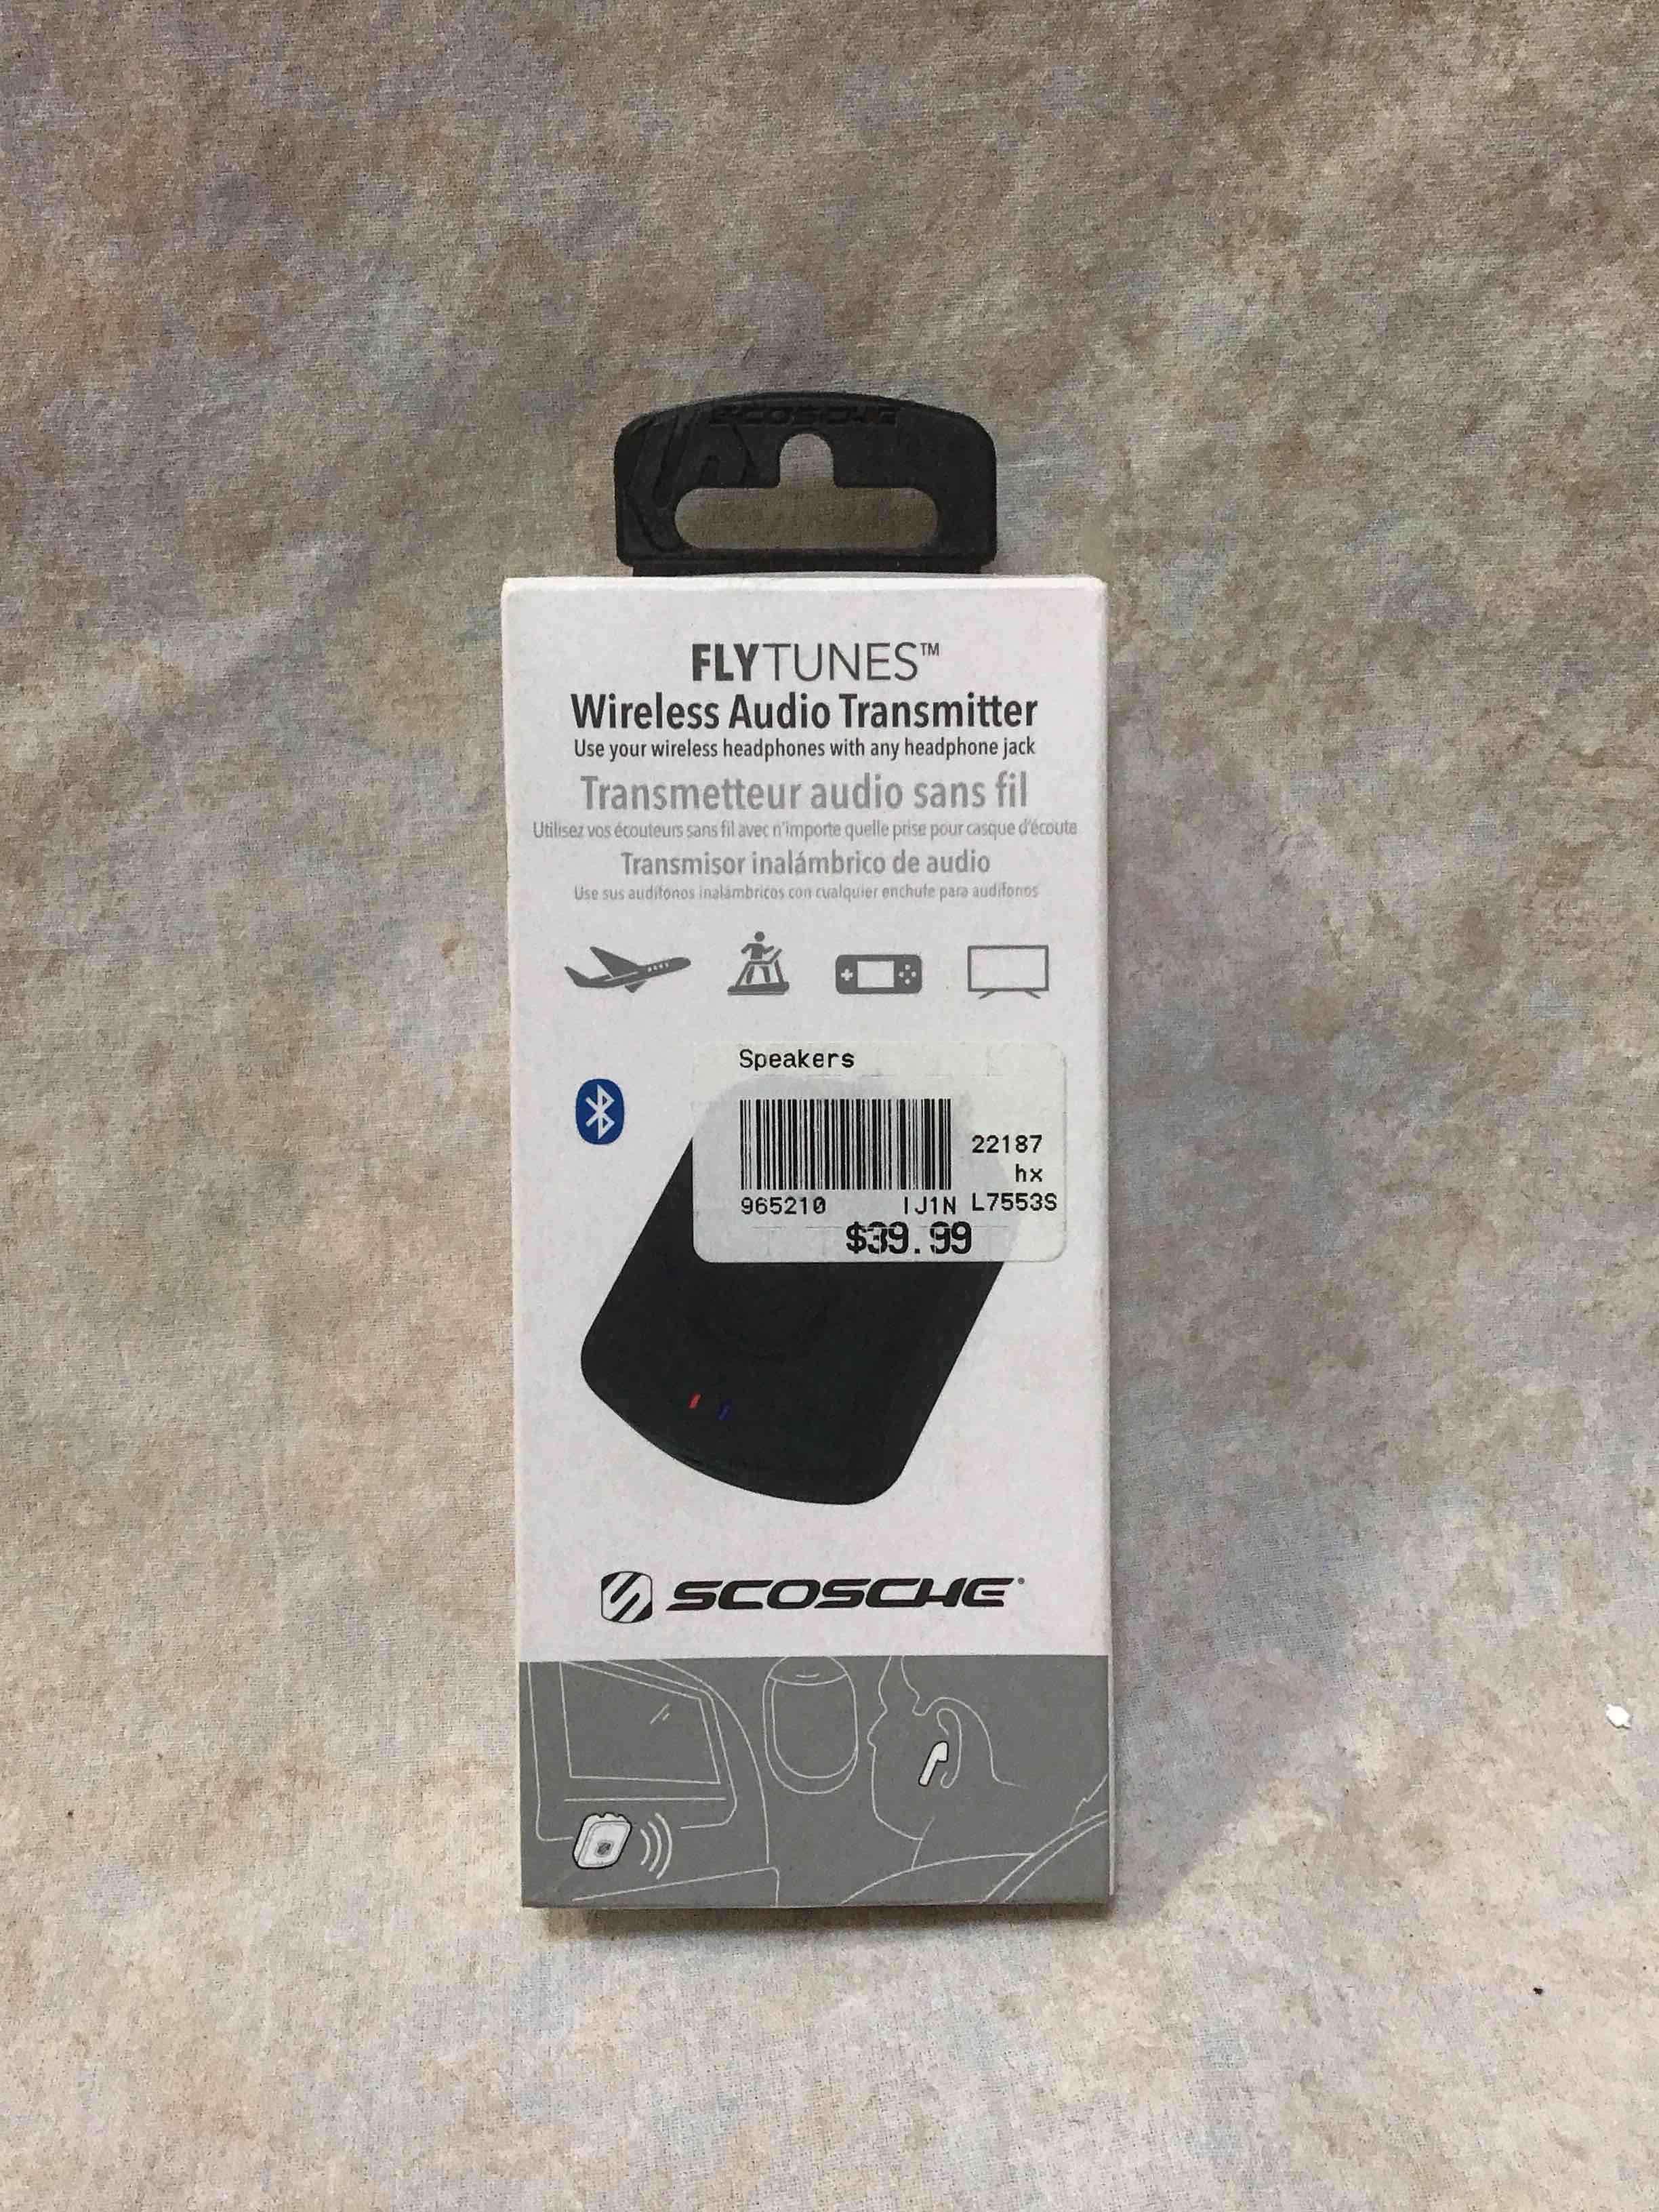 SCOSCHE
FLYTUNES™
Wireless Audio Transmitter
Use your wireless headphones with any headphone jack
Transmetteur audio sans fil
Utilisez vos écouteurs sans fil avec n'importe quelle prise pour casque d'écoute
Transmisor inalámbrico de audio
Use sus audífonos inalámbricos con cualquier enchufe para audífonos
Speakers
22187
hx
965210 IJ1N L7553S
$39.99
SCOSCHE